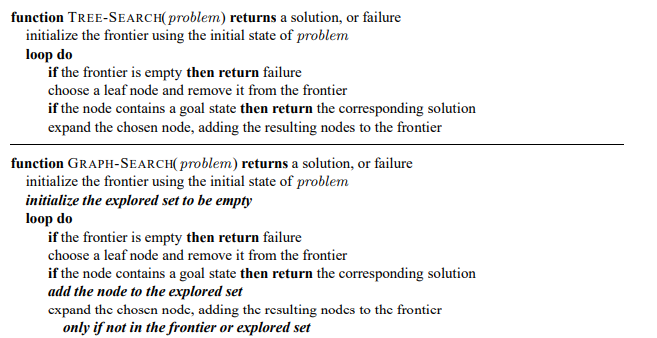 function TREE-SEARCH(problem) returns a solution, or failure
initialize the frontier using the initial state of problem
loop do
if the frontier is empty then return failure
choose a leaf node and remove it from the frontier
if the node contains a goal state then return the corresponding solution
expand the chosen node, adding the resulting nodes to the frontier
function GRAPH-SEARCH(problem) returns a solution, or failure
initialize the frontier using the initial state of problem
initialize the explored set to be empty
loop do
if the frontier is empty then return failure
choose a leaf node and remove it from the frontier
if the node contains a goal state then return the corresponding solution
add the node to the explored set
expand the chosen node, adding the resulting nodes to the frontier
only if not in the frontier or explored set